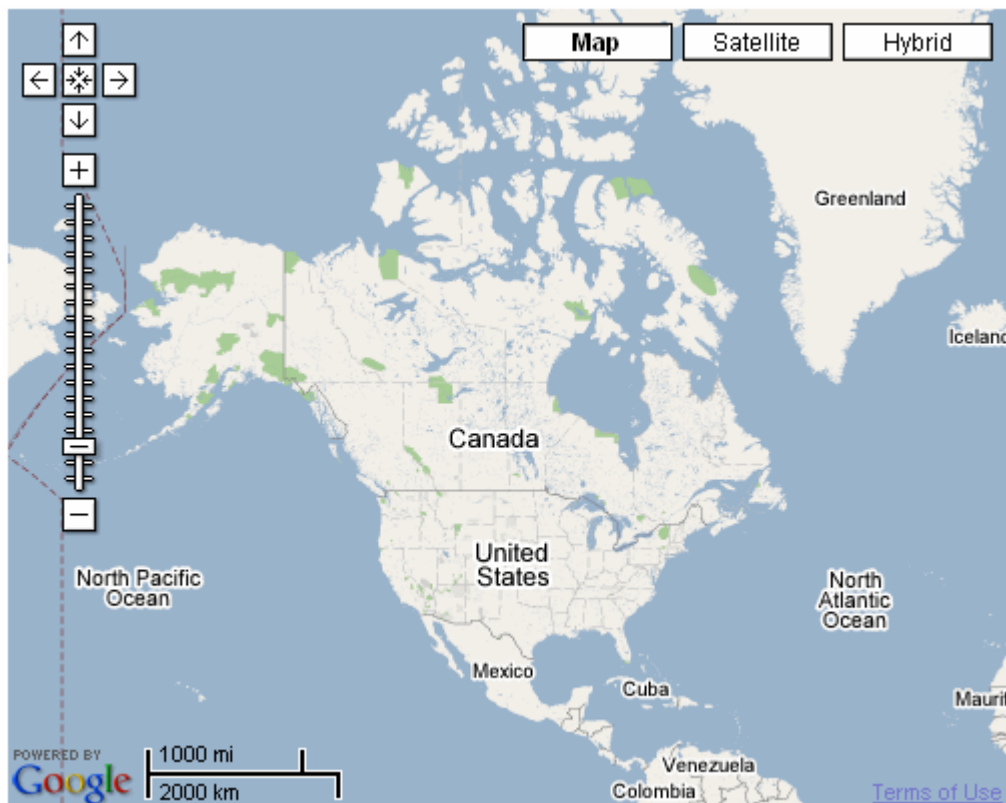 Map
Satellite
Hybrid
Greenland
Canada
United
States
North Pacific
Ocean
North
Atlantic
Ocean
Mexico
Cuba
Venezuela
Colombia
POWERED BY
Google
1000 mi
2000 km
Terms of Use
Iceland
Maurit